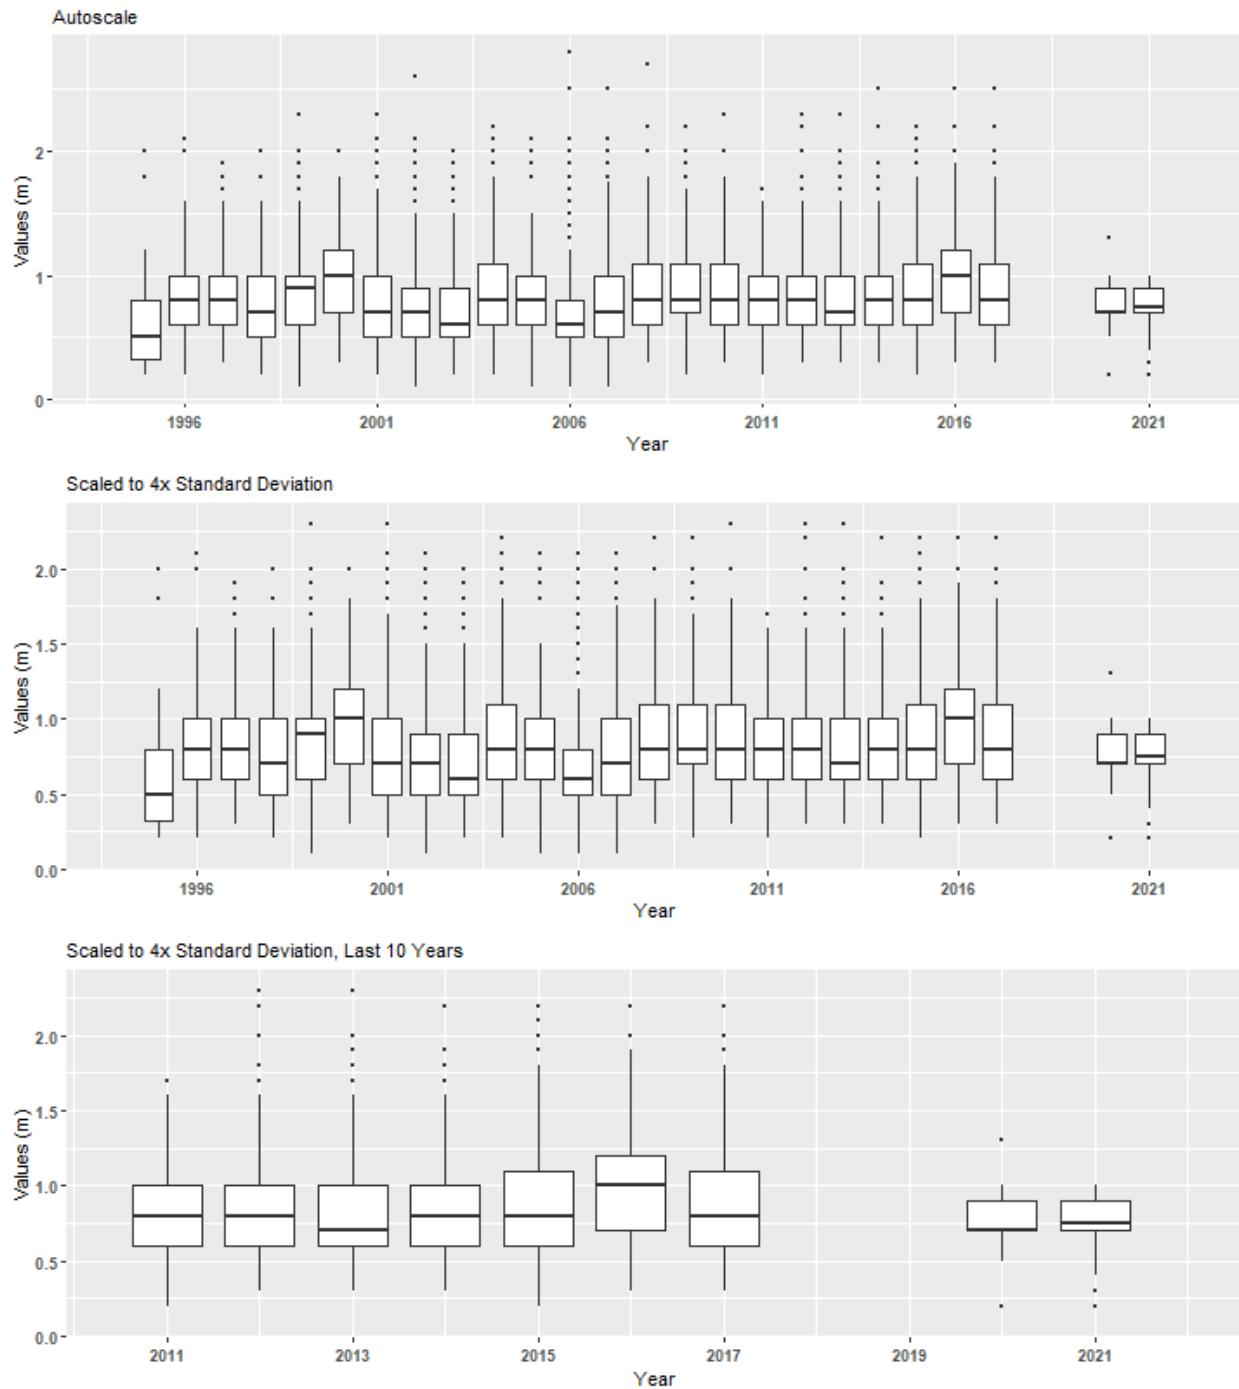 Autoscale
Values (m)
2
1
0
1996 2001 2006 2011 2016 2021
Year
Scaled to 4x Standard Deviation
Values (m)
2.0
1.5
1.0
0.5
0.0
1996 2001 2006 2011 2016 2021
Year
Scaled to 4x Standard Deviation, Last 10 Years
Values (m)
2.0
1.5
1.0
0.5
0.0
2011 2013 2015 2017 2019 2021
Year